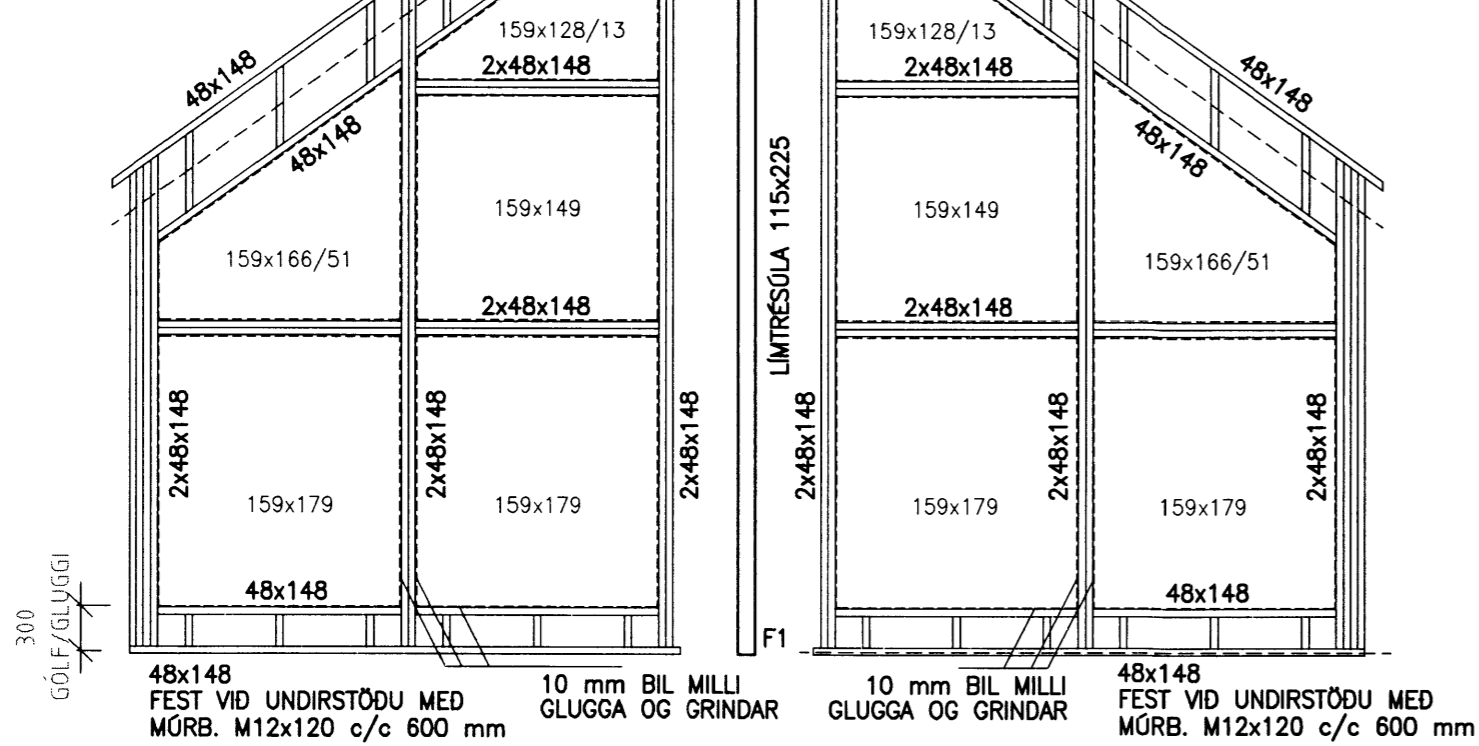 159x128/13
159x128/13
48x148
2x48x148
2x48x148
48x148
48x148
48x148
159x149
LÍMTRÉSÚLA 115x225
159x149
159x166/51
159x166/51
2x48x148
2x48x148
2x48x148
2x48x148
2x48x148
2x48x148
2x48x148
2x48x148
159x179
159x179
159x179
159x179
48x148
48x148
300
GÓLF/GLUGGI
F1
48x148
FEST VIÐ UNDIRSTÖÐU MEÐ
MÚRB. M12x120 c/c 600 mm
10 mm BIL MILLI
GLUGGA OG GRINDAR
10 mm BIL MILLI
GLUGGA OG GRINDAR
48x148
FEST VIÐ UNDIRSTÖÐU MEÐ
MÚRB. M12x120 c/c 600 mm